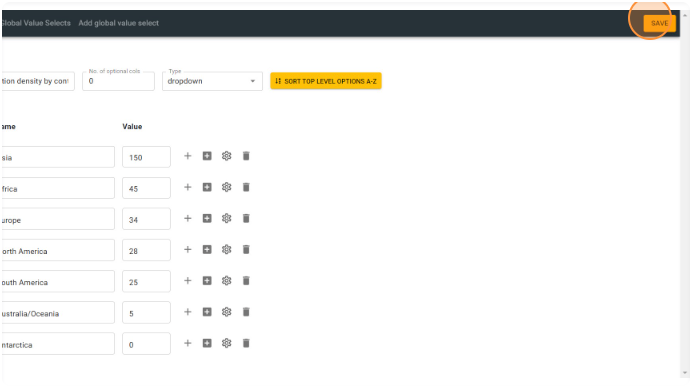 Global Value Selects Add global value select SAVE
No. of optional cols Type
tion density by cont 0 dropdown SORT TOP LEVEL OPTIONS A-Z
ame Value
sia 150
frica 45
urope 34
orth America 28
outh America 25
ustralia/Oceania 5
ntarctica 0